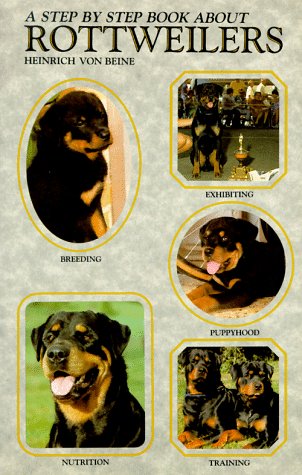 A STEP BY STEP BOOK ABOUT
ROTTWEILERS
HEINRICH VON BEINE
BREEDING
EXHIBITING
PUPPYHOOD
NUTRITION
TRAINING